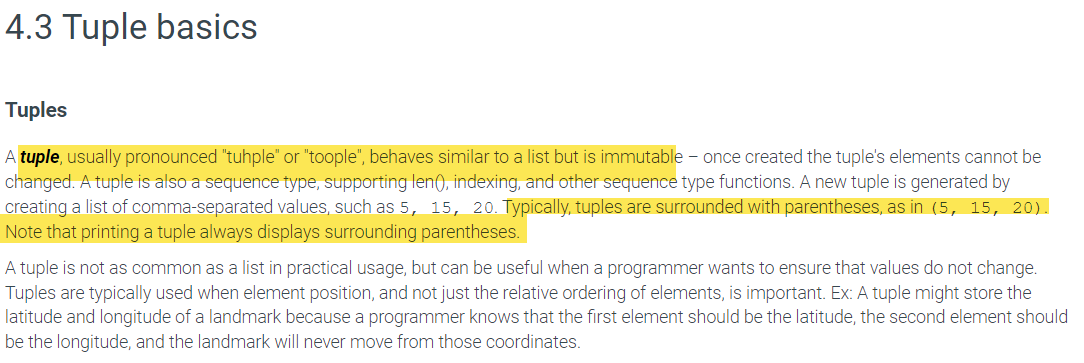 4.3 Tuple basics
Tuples
A tuple, usually pronounced "tuhple" or "toople", behaves similar to a list but is immutable – once created the tuple's elements cannot be
changed. A tuple is also a sequence type, supporting len(), indexing, and other sequence type functions. A new tuple is generated by
creating a list of comma-separated values, such as 5, 15, 20. Typically, tuples are surrounded with parentheses, as in (5, 15, 20).
Note that printing a tuple always displays surrounding parentheses.
A tuple is not as common as a list in practical usage, but can be useful when a programmer wants to ensure that values do not change.
Tuples are typically used when element position, and not just the relative ordering of elements, is important. Ex: A tuple might store the
latitude and longitude of a landmark because a programmer knows that the first element should be the latitude, the second element should
be the longitude, and the landmark will never move from those coordinates.